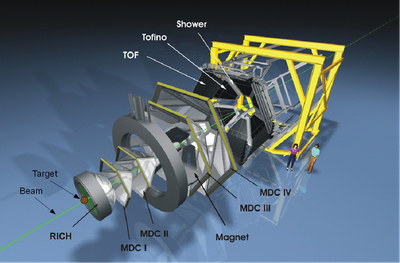 Shower
Tofino
TOF
Target
Beam
RICH
MDC I
MDC II
Magnet
MDC III
MDC IV